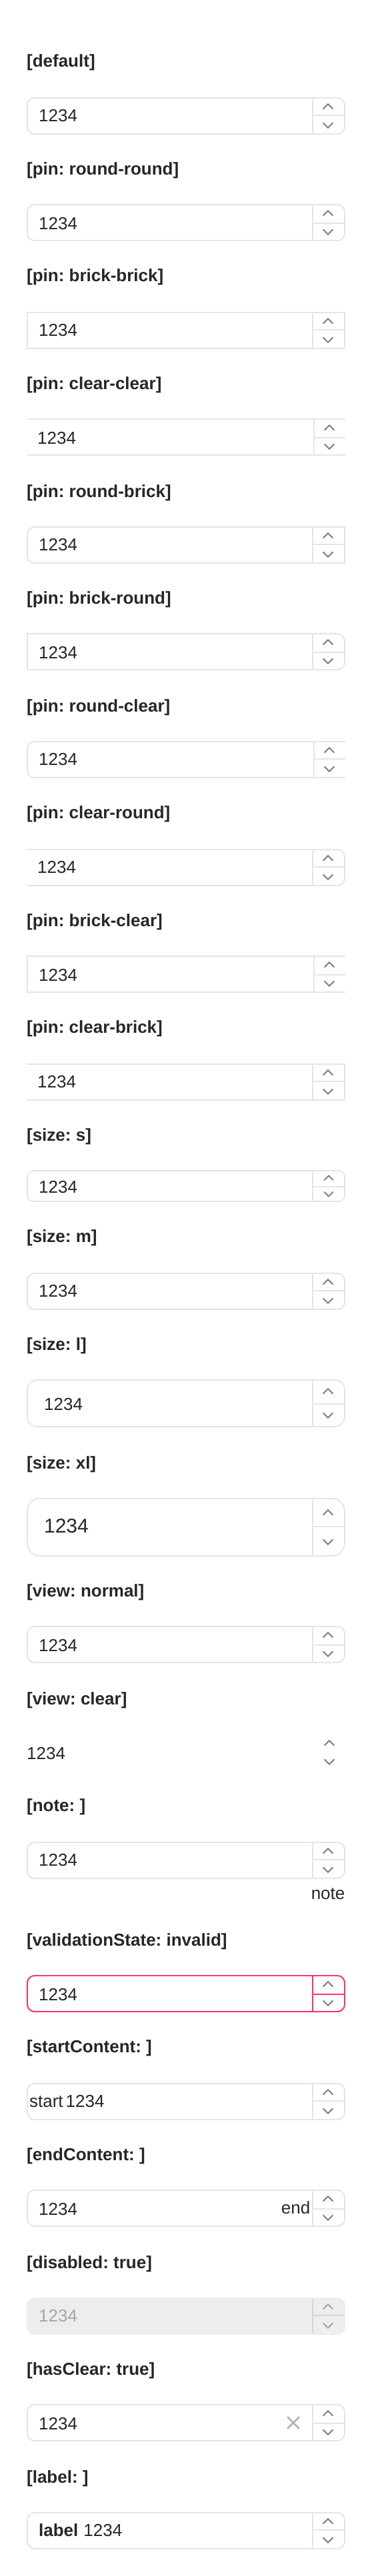 [default]
1234
[pin: round-round]
1234
[pin: brick-brick]
1234
[pin: clear-clear]
1234
[pin: round-brick]
1234
[pin: brick-round]
1234
[pin: round-clear]
1234
[pin: clear-round]
1234
[pin: brick-clear]
1234
[pin: clear-brick]
1234
[size: s]
1234
[size: m]
1234
[size: l]
1234
[size: xl]
1234
[view: normal]
1234
[view: clear]
1234
[note: ]
1234
note
[validationState: invalid]
1234
[startContent: ]
start 1234
[endContent: ]
1234 end
[disabled: true]
1234
[hasClear: true]
1234
[label: ]
label 1234